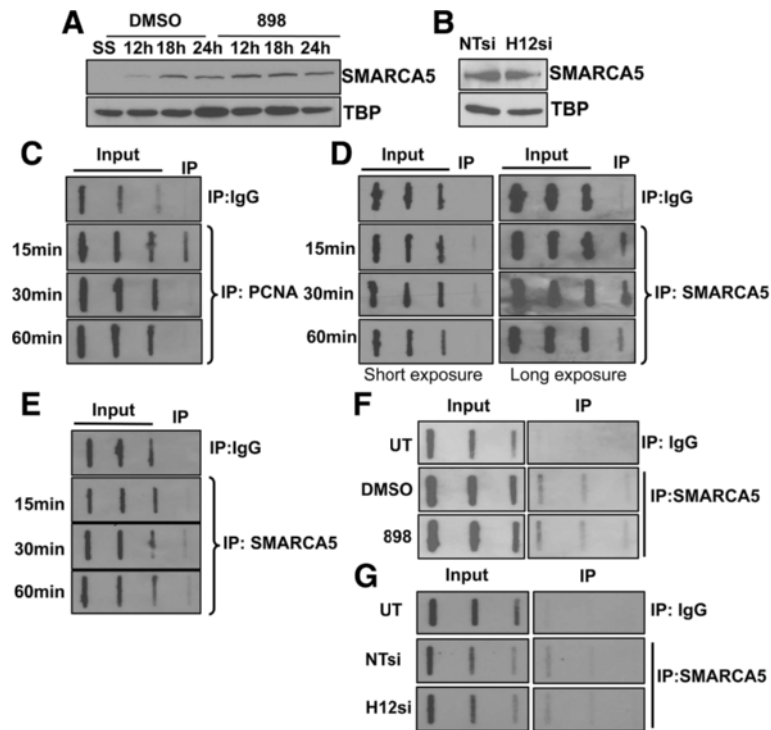 A
DMSO 898
SS 12h 18h 24h 12h 18h 24h
SMARCA5
TBP
B
NTsi H12si
SMARCA5
TBP
C
Input IP
IP:IgG
15min
30min
60min
IP: PCNA
D
Input IP Input IP
IP:IgG
15min
30min
60min
IP: SMARCA5
Short exposure Long exposure
E
Input IP
IP:IgG
15min
30min
60min
IP: SMARCA5
F
Input IP
UT
IP: IgG
DMSO
898
IP:SMARCA5
G
Input IP
UT
IP: IgG
NTsi
H12si
IP:SMARCA5